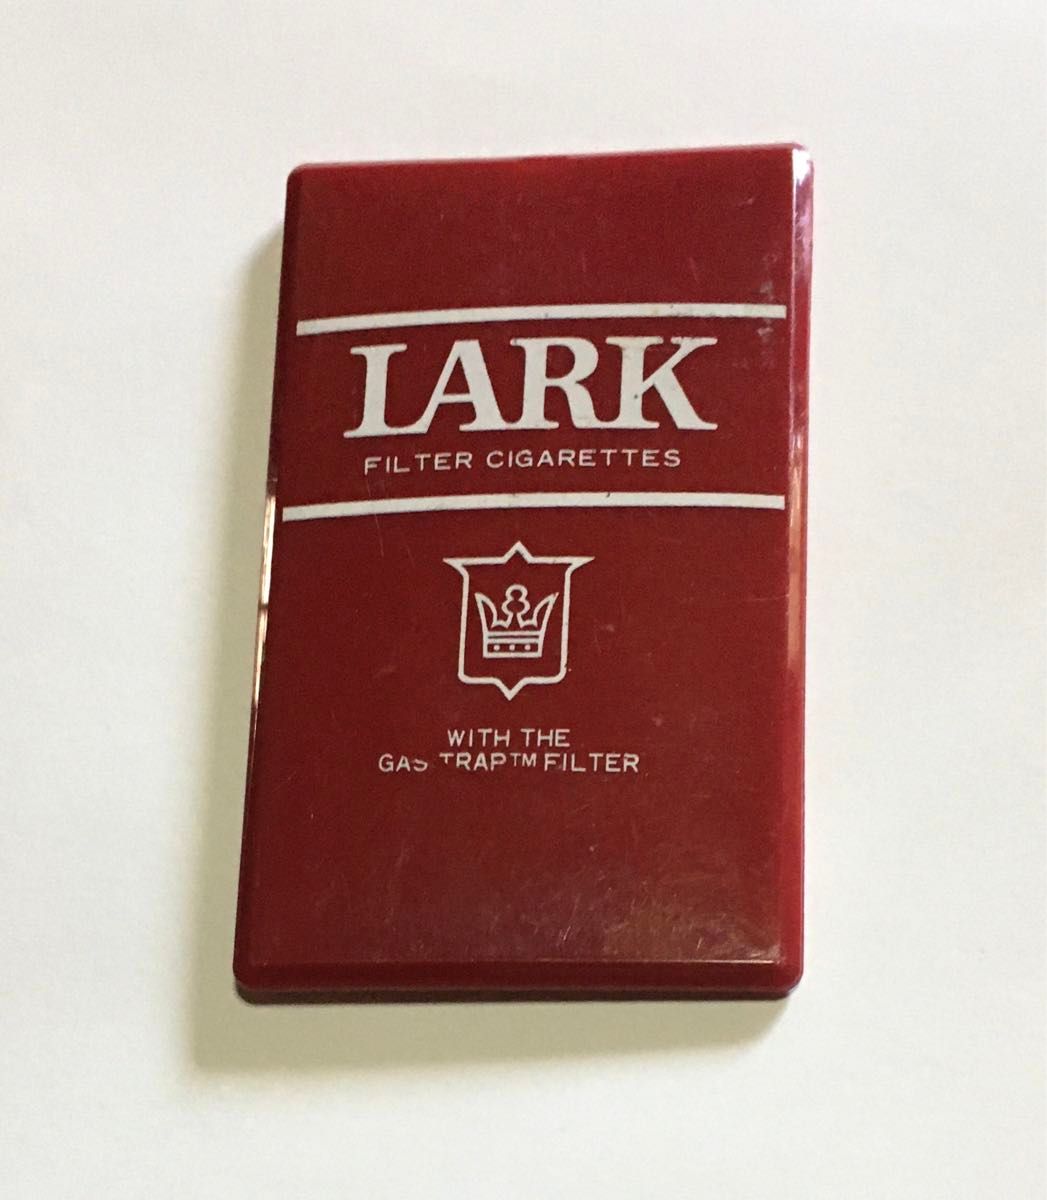 LARK
FILTER CIGARETTES
WITH THE
GAS TRAP™ FILTER